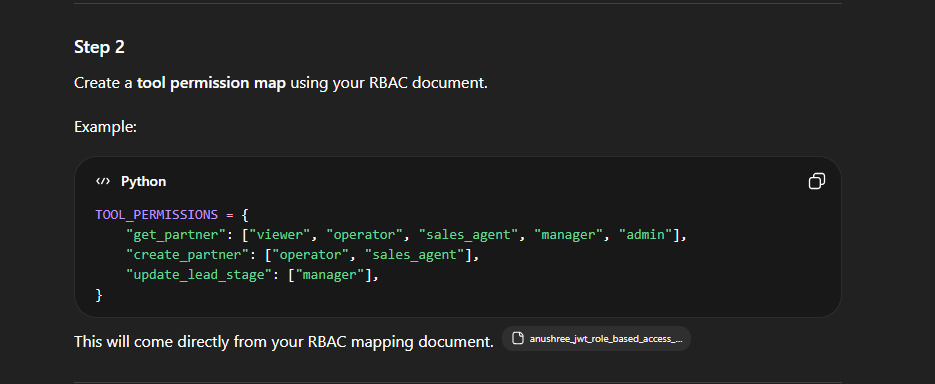 Step 2
Create a tool permission map using your RBAC document.
Example:
Python
TOOL_PERMISSIONS = {
    "get_partner": ["viewer", "operator", "sales_agent", "manager", "admin"],
    "create_partner": ["operator", "sales_agent"],
    "update_lead_stage": ["manager"],
}
This will come directly from your RBAC mapping document. anushree_jwt_role_based_access_...